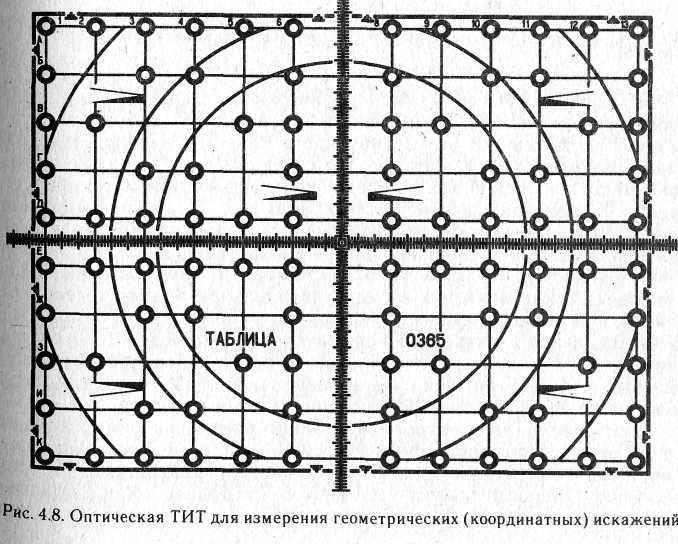 1 2 3 4 5 6 8 9 10 11 12 13
А
Б
В
Г
Д
Е
Ж
З
И
К
ТАБЛИЦА 0365
Рис. 4.8. Оптическая ТИТ для измерения геометрических (координатных) искажений